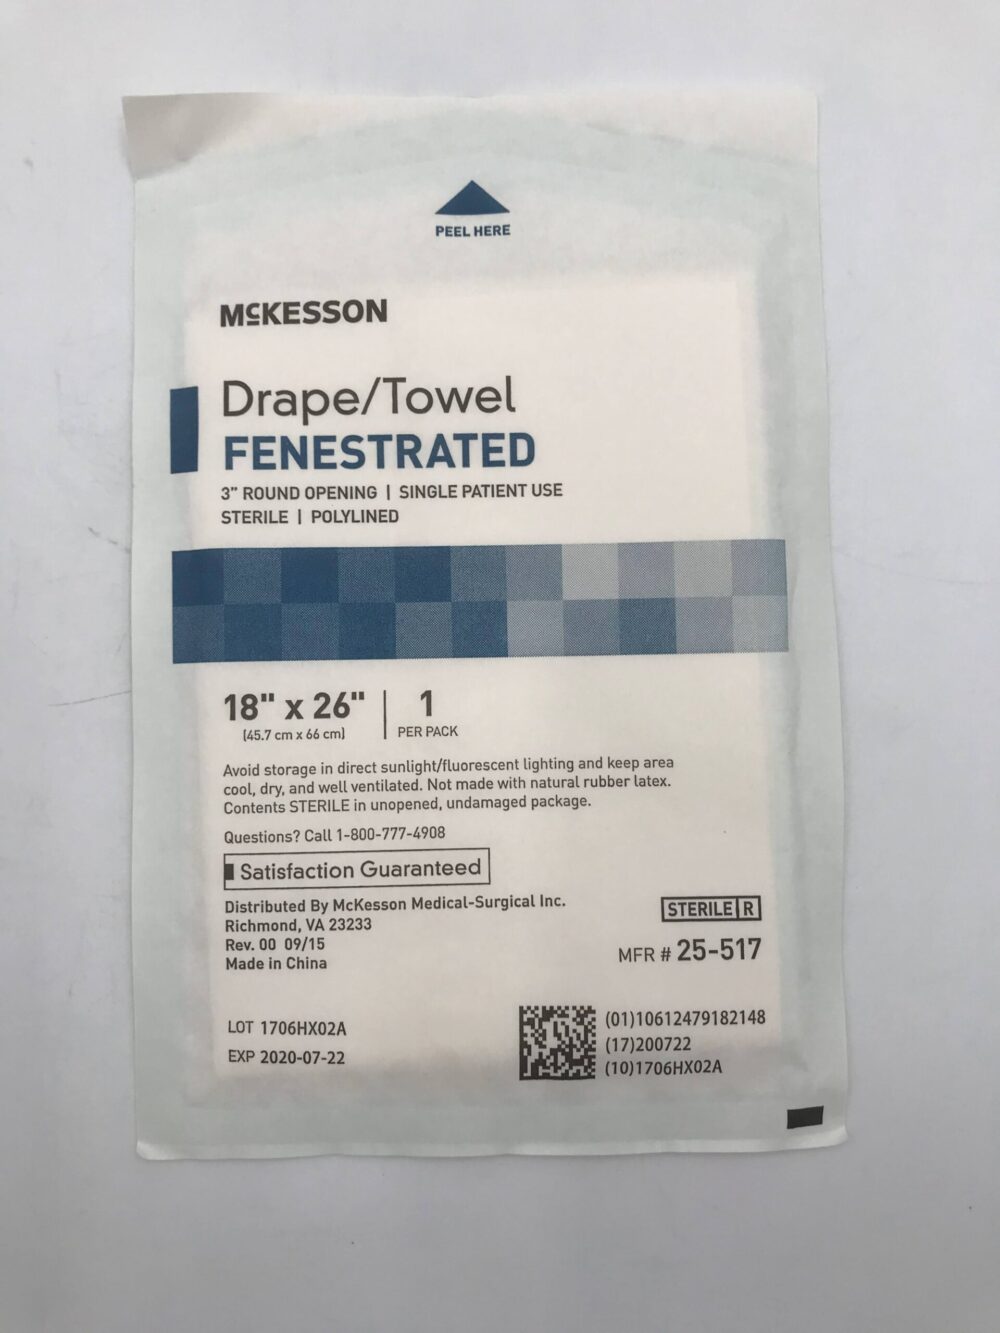 PEEL HERE
McKESSON
Drape/Towel
FENESTRATED
3" ROUND OPENING | SINGLE PATIENT USE
STERILE | POLYLINED
18" x 26" | 1
(45.7 cm x 66 cm) PER PACK
Avoid storage in direct sunlight/fluorescent lighting and keep area
cool, dry, and well ventilated. Not made with natural rubber latex.
Contents STERILE in unopened, undamaged package.
Questions? Call 1-800-777-4908
Satisfaction Guaranteed
Distributed By McKesson Medical-Surgical Inc.
Richmond, VA 23233
Rev. 00 09/15
Made in China
STERILE R
MFR # 25-517
LOT 1706HX02A
EXP 2020-07-22
(01)10612479182148
(17)200722
(10)1706HX02A